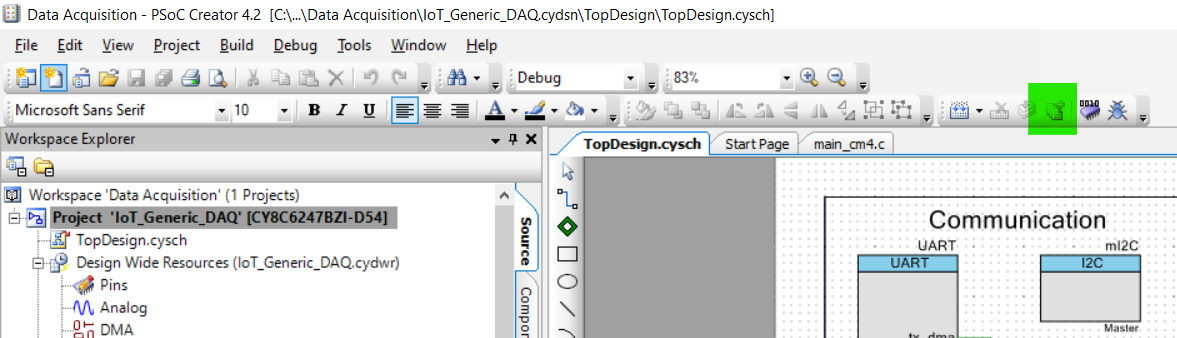 Data Acquisition - PSoC Creator 4.2 [C:\...\Data Acquisition\IoT_Generic_DAQ.cydsn\TopDesign\TopDesign.cysch]
File Edit View Project Build Debug Tools Window Help
Debug 83%
Microsoft Sans Serif 10 B I U A
Workspace Explorer
TopDesign.cysch Start Page main_cm4.c
Workspace 'Data Acquisition' (1 Projects)
Project 'IoT_Generic_DAQ' [CY8C6247BZI-D54]
TopDesign.cysch
Design Wide Resources (IoT_Generic_DAQ.cydwr)
Pins
Analog
DMA
Source
Compon
Communication
UART mI2C
UART I2C
Master
tx_dma